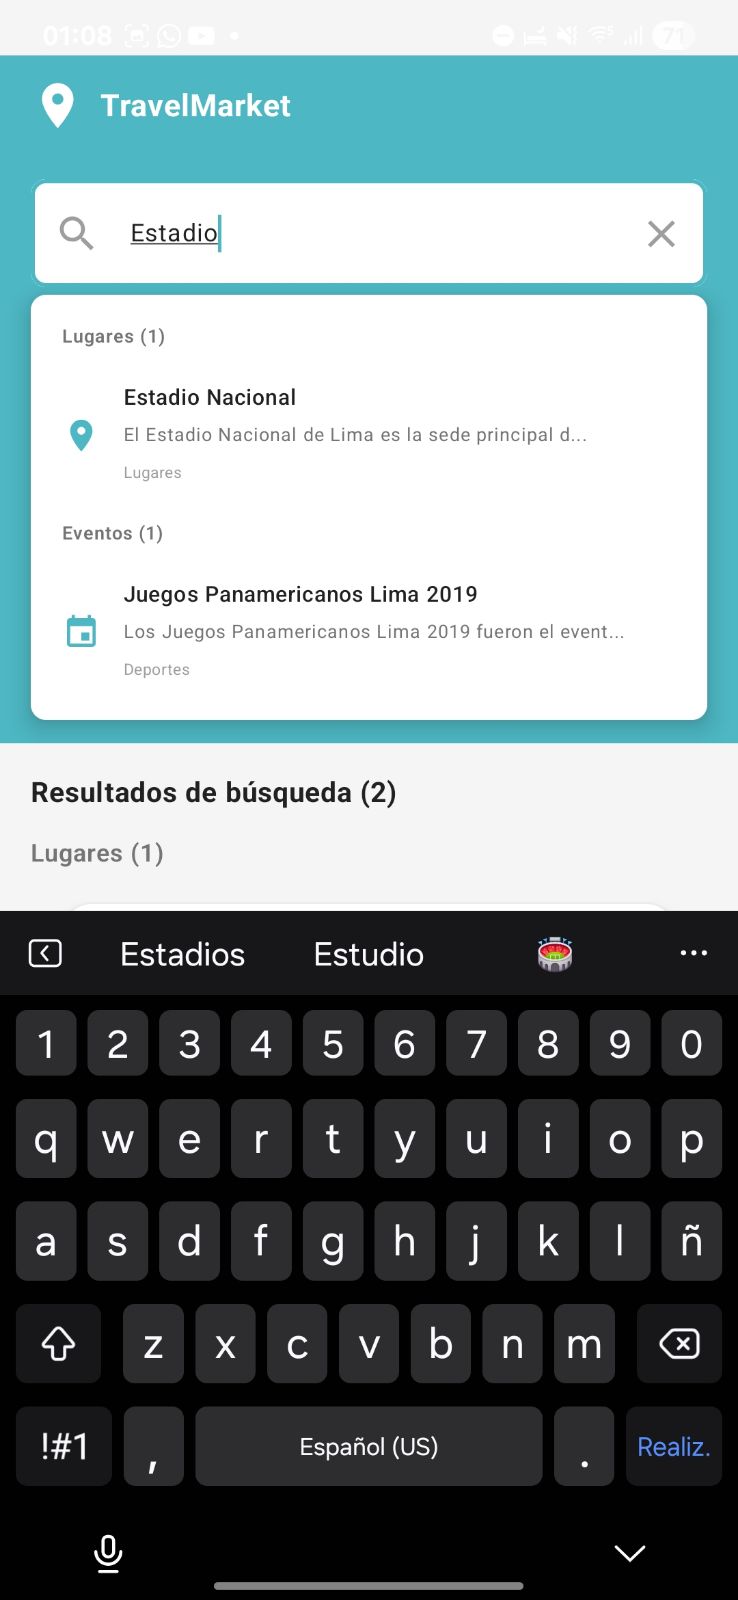 01:08
71
TravelMarket
Estadio
Lugares (1)
Estadio Nacional
El Estadio Nacional de Lima es la sede principal d...
Lugares
Eventos (1)
Juegos Panamericanos Lima 2019
Los Juegos Panamericanos Lima 2019 fueron el event...
Deportes
Resultados de búsqueda (2)
Lugares (1)
Estadios Estudio ...
1 2 3 4 5 6 7 8 9 0
q w e r t y u i o p
a s d f g h j k l ñ
z x c v b n m
!#1 , Español (US) . Realiz.